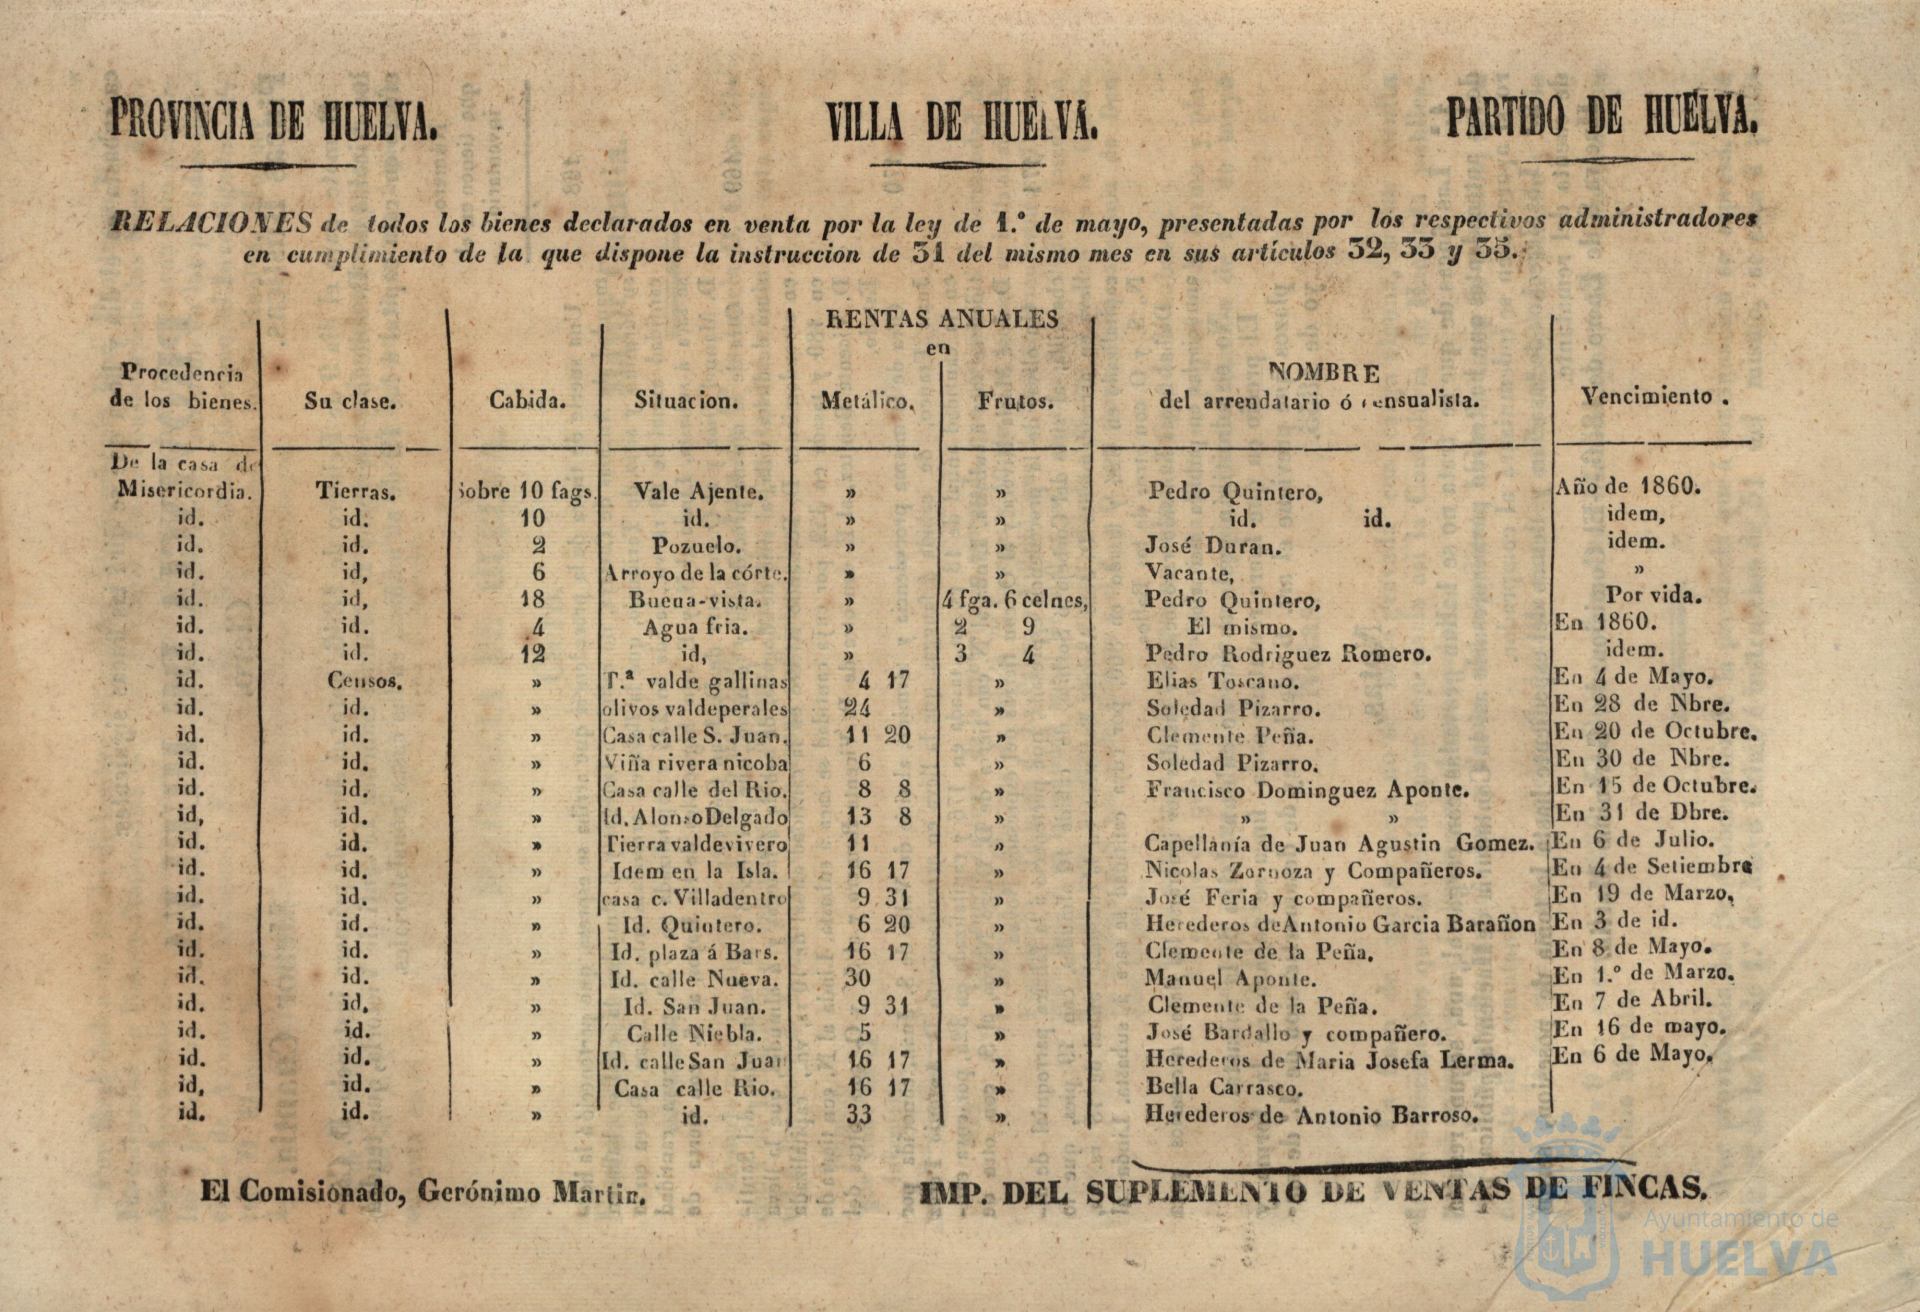 PROVINCIA DE HUELVA.
VILLA DE HUELVA.
PARTIDO DE HUELVA.
RELACIONES de todos los bienes declarados en venta por la ley de 1.º de mayo, presentadas por los respectivos administradores
en cumplimiento de la que dispone la instruccion de 31 del mismo mes en sus artículos 32, 33 y 35.
RENTAS ANUALES
en
Procedencia de los bienes. Su clase. Cabida. Situacion. Metálico. Frutos. NOMBRE del arrendatario ó censualista. Vencimiento.
De la casa de
Misericordia. Tierras. Sobre 10 fags. Vale Ajente. » » Pedro Quintero, Año de 1860.
id. id. 10 id. » » id. id. idem,
id. id. 2 Pozuelo. » » José Duran. idem.
id. id, 6 Arroyo de la córte. » » Vacante, »
id. id, 18 Buena-vista. » 4 fga. 6 celnes, Pedro Quintero, Por vida.
id. id. 4 Agua fria. » 2 9 El mismo. En 1860.
id. id. 12 id, » 3 4 Pedro Rodriguez Romero. idem.
id. Censos. » T.ª valde gallinas 4 17 » Elias Toscano. En 4 de Mayo.
id. id. » olivos valdeperales 24 » Soledad Pizarro. En 28 de Nbre.
id. id. » Casa calle S. Juan. 11 20 » Clemente Peña. En 20 de Octubre.
id. id. » Viña rivera nicoba 6 » Soledad Pizarro. En 30 de Nbre.
id. id. » Casa calle del Rio. 8 8 » Francisco Dominguez Aponte. En 15 de Octubre.
id, id. » Id. Alonso Delgado 13 8 » » » En 31 de Dbre.
id. id. » Tierra valdevivero 11 » Capellanía de Juan Agustin Gomez. En 6 de Julio.
id. id. » Idem en la Isla. 16 17 » Nicolas Zarnoza y Compañeros. En 4 de Setiembre
id. id. » casa c. Villadentro 9 31 » José Feria y compañeros. En 19 de Marzo,
id. id. » Id. Quintero. 6 20 » Herederos de Antonio Garcia Barañon En 3 de id.
id. id. » Id. plaza á Bars. 16 17 » Clemente de la Peña, En 8 de Mayo.
id. id. » Id. calle Nueva. 30 » Manuel Aponte. En 1.º de Marzo.
id. id, » Id. San Juan. 9 31 » Clemente de la Peña. En 7 de Abril.
id. id. » Calle Niebla. 5 » José Bardallo y compañero. En 16 de mayo.
id. id. » Id. calle San Juan 16 17 » Herederos de Maria Josefa Lerma. En 6 de Mayo,
id, id. » Casa calle Rio. 16 17 » Bella Carrasco.
id. id. » id. 33 » Herederos de Antonio Barroso.
El Comisionado, Gerónimo Martin.
IMP. DEL SUPLEMENTO DE VENTAS DE FINCAS.
Ayuntamiento de
HUELVA